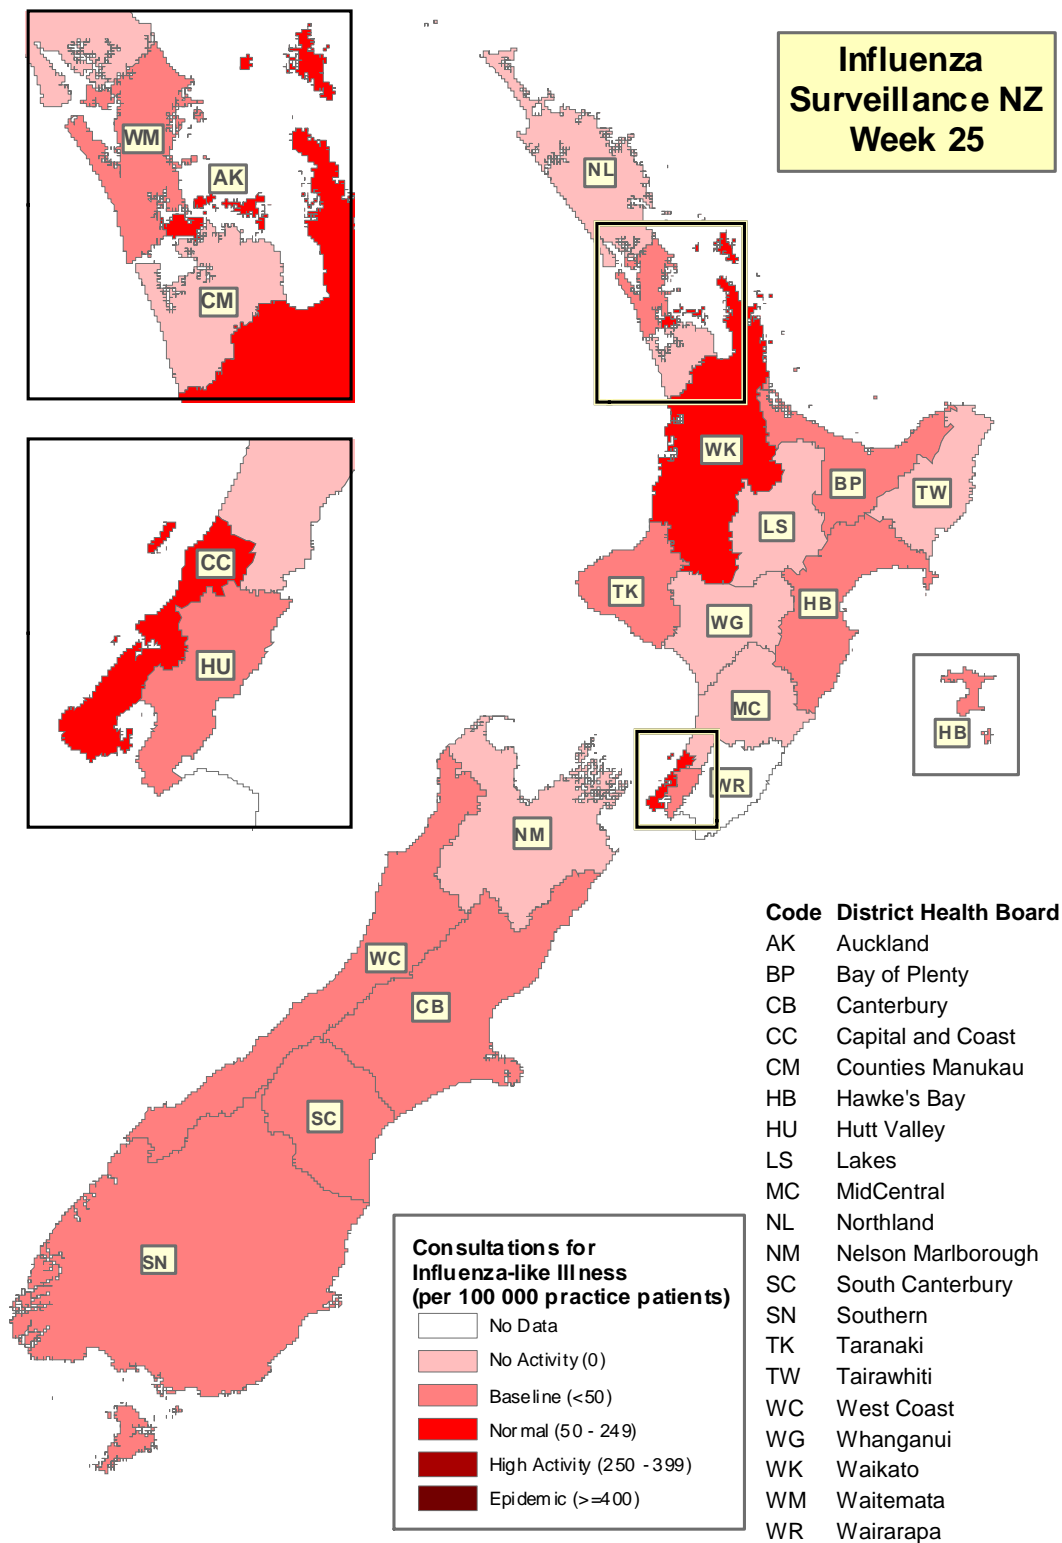 Influenza
Surveillance NZ
Week 25
WM
AK
CM
NL
WK
BP
TW
LS
TK
HB
WG
MC
HB
WR
CC
HU
NM
WC
CB
SC
SN
Consultations for
Influenza-like Illness
(per 100 000 practice patients)
No Data
No Activity (0)
Baseline (<50)
Normal (50 - 249)
High Activity (250 - 399)
Epidemic (>=400)
Code District Health Board
AK Auckland
BP Bay of Plenty
CB Canterbury
CC Capital and Coast
CM Counties Manukau
HB Hawke's Bay
HU Hutt Valley
LS Lakes
MC MidCentral
NL Northland
NM Nelson Marlborough
SC South Canterbury
SN Southern
TK Taranaki
TW Tairawhiti
WC West Coast
WG Whanganui
WK Waikato
WM Waitemata
WR Wairarapa